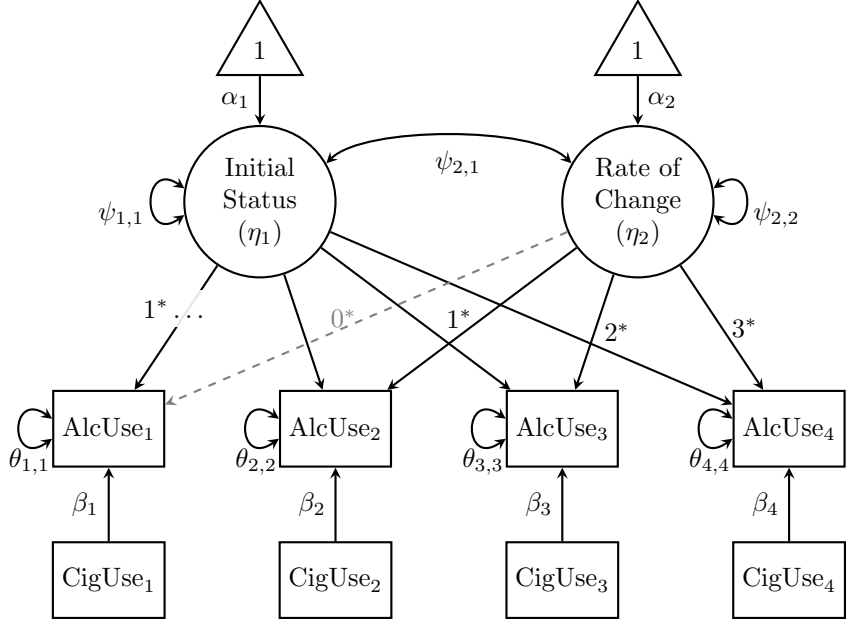 1
1
α₁
α₂
Initial
Status
(η₁)
Rate of
Change
(η₂)
ψ₂,₁
ψ₁,₁
ψ₂,₂
1* …
0*
1*
2*
3*
AlcUse₁
AlcUse₂
AlcUse₃
AlcUse₄
θ₁,₁
θ₂,₂
θ₃,₃
θ₄,₄
β₁
β₂
β₃
β₄
CigUse₁
CigUse₂
CigUse₃
CigUse₄